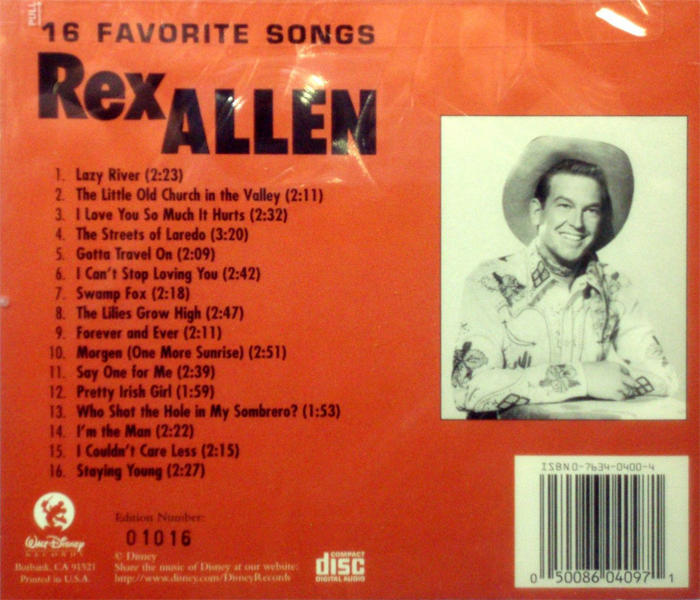 PULL
16 FAVORITE SONGS
Rex ALLEN
1. Lazy River (2:23)
2. The Little Old Church in the Valley (2:11)
3. I Love You So Much It Hurts (2:32)
4. The Streets of Laredo (3:20)
5. Gotta Travel On (2:09)
6. I Can't Stop Loving You (2:42)
7. Swamp Fox (2:18)
8. The Lilies Grow High (2:47)
9. Forever and Ever (2:11)
10. Morgen (One More Sunrise) (2:51)
11. Say One for Me (2:39)
12. Pretty Irish Girl (1:59)
13. Who Shot the Hole in My Sombrero? (1:53)
14. I'm the Man (2:22)
15. I Couldn't Care Less (2:15)
16. Staying Young (2:27)
ISBN 0-7634-0400-4
0 50086 04097 1
Walt Disney
RECORDS
Burbank, CA 91521
Printed in U.S.A.
Edition Number:
01016
© Disney
Share the music of Disney at our website:
http://www.disney.com/DisneyRecords
COMPACT
disc
DIGITAL AUDIO